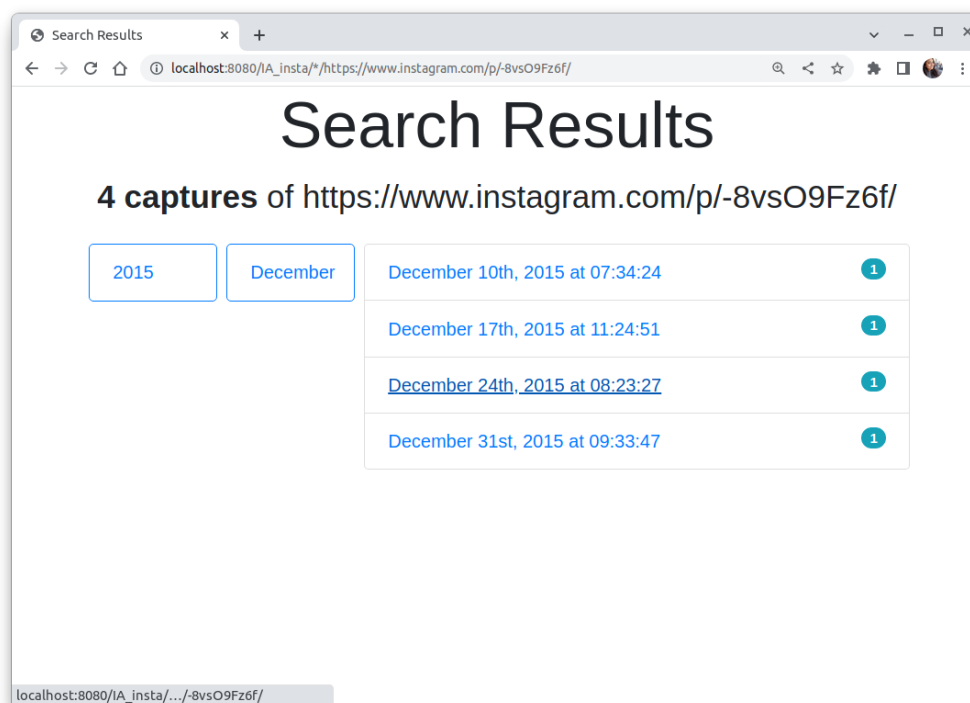 Search Results
localhost:8080/IA_insta/*/https://www.instagram.com/p/-8vsO9Fz6f/
Search Results
4 captures of https://www.instagram.com/p/-8vsO9Fz6f/
2015 December December 10th, 2015 at 07:34:24 1
December 17th, 2015 at 11:24:51 1
December 24th, 2015 at 08:23:27 1
December 31st, 2015 at 09:33:47 1
localhost:8080/IA_insta/…/-8vsO9Fz6f/